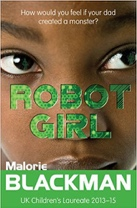 How would you feel if your dad
created a monster?
ROBOT
GIRL
Malorie
BLACKMAN
UK Children's Laureate 2013–15